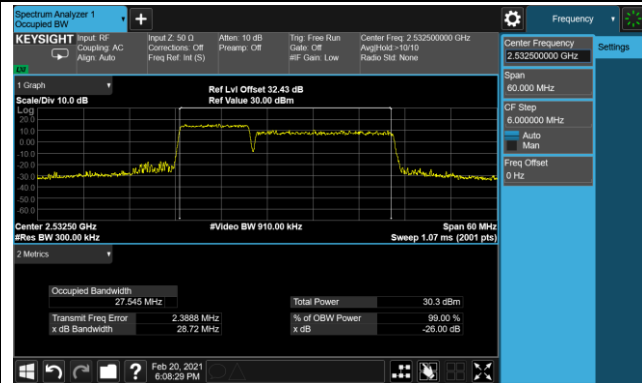 Spectrum Analyzer 1
Occupied BW
+
Frequency
KEYSIGHT
Input: RF
Coupling: AC
Align: Auto
Input Z: 50 Ω
Corrections: Off
Freq Ref: Int (S)
Atten: 10 dB
Preamp: Off
Trig: Free Run
Gate: Off
#IF Gain: Low
Center Freq: 2.532500000 GHz
Avg|Hold:>10/10
Radio Std: None
LXI
Center Frequency
2.532500000 GHz
Settings
Span
60.000 MHz
CF Step
6.000000 MHz
Auto
Man
Freq Offset
0 Hz
1 Graph
Scale/Div 10.0 dB
Ref Lvl Offset 32.43 dB
Ref Value 30.00 dBm
Log
20.0
10.0
0.00
-10.0
-20.0
-30.0
-40.0
-50.0
-60.0
Center 2.53250 GHz
#Video BW 910.00 kHz
Span 60 MHz
#Res BW 300.00 kHz
Sweep 1.07 ms (2001 pts)
2 Metrics
Occupied Bandwidth
27.545 MHz
Total Power 30.3 dBm
Transmit Freq Error 2.3888 MHz
% of OBW Power 99.00 %
x dB Bandwidth 28.72 MHz
x dB -26.00 dB
?
Feb 20, 2021
6:08:29 PM